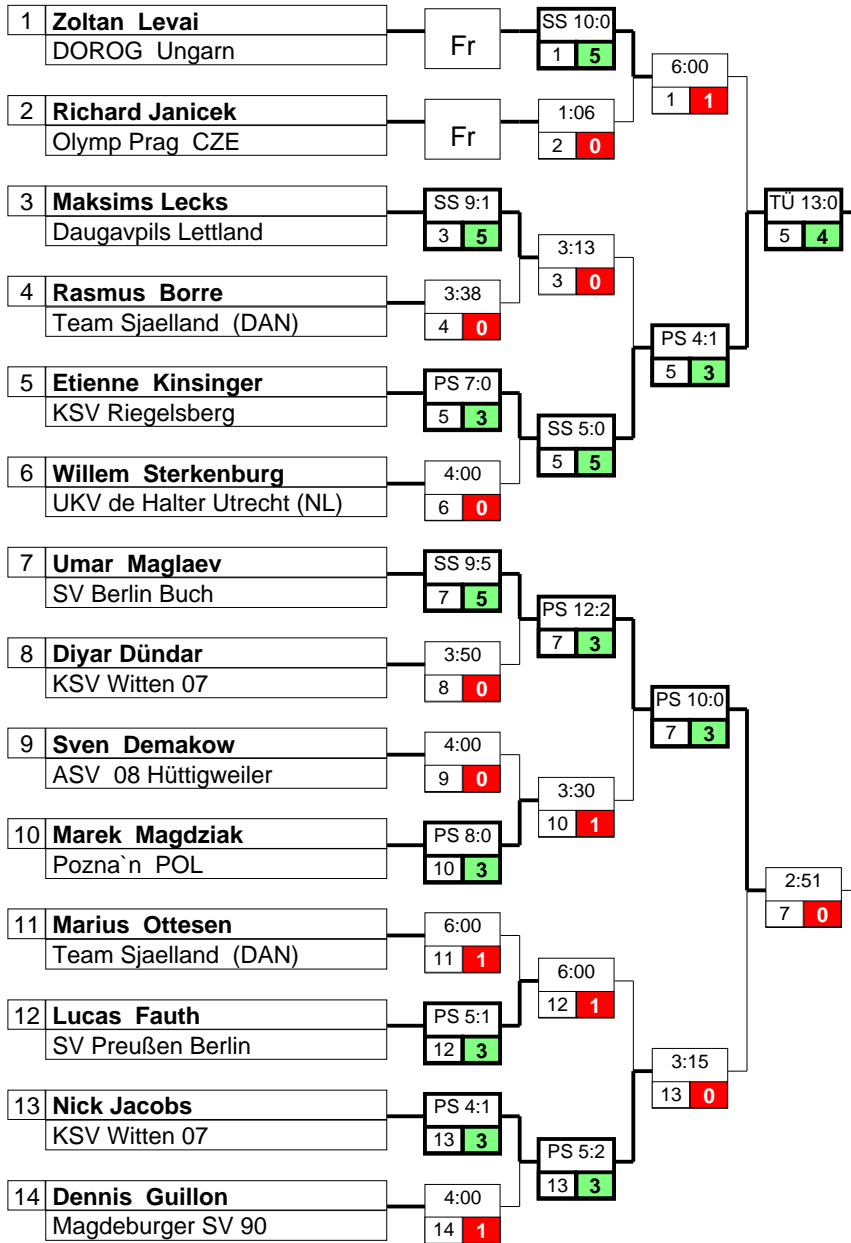 1 Zoltan Levai Fr SS 10:0
DOROG Ungarn 1 5
6:00
1 1
2 Richard Janicek Fr 1:06
Olymp Prag CZE 2 0
3 Maksims Lecks SS 9:1 TÜ 13:0
Daugavpils Lettland 3 5 5 4
3:13
3 0
4 Rasmus Borre 3:38
Team Sjaelland (DAN) 4 0
PS 4:1
5 3
5 Etienne Kinsinger PS 7:0
KSV Riegelsberg 5 3
SS 5:0
5 5
6 Willem Sterkenburg 4:00
UKV de Halter Utrecht (NL) 6 0
7 Umar Maglaev SS 9:5
SV Berlin Buch 7 5
PS 12:2
7 3
8 Diyar Dündar 3:50
KSV Witten 07 8 0
PS 10:0
7 3
9 Sven Demakow 4:00
ASV 08 Hüttigweiler 9 0
3:30
10 1
10 Marek Magdziak PS 8:0
Pozna`n POL 10 3
2:51
7 0
11 Marius Ottesen 6:00
Team Sjaelland (DAN) 11 1
6:00
12 1
12 Lucas Fauth PS 5:1
SV Preußen Berlin 12 3
3:15
13 0
13 Nick Jacobs PS 4:1
KSV Witten 07 13 3
PS 5:2
13 3
14 Dennis Guillon 4:00
Magdeburger SV 90 14 1